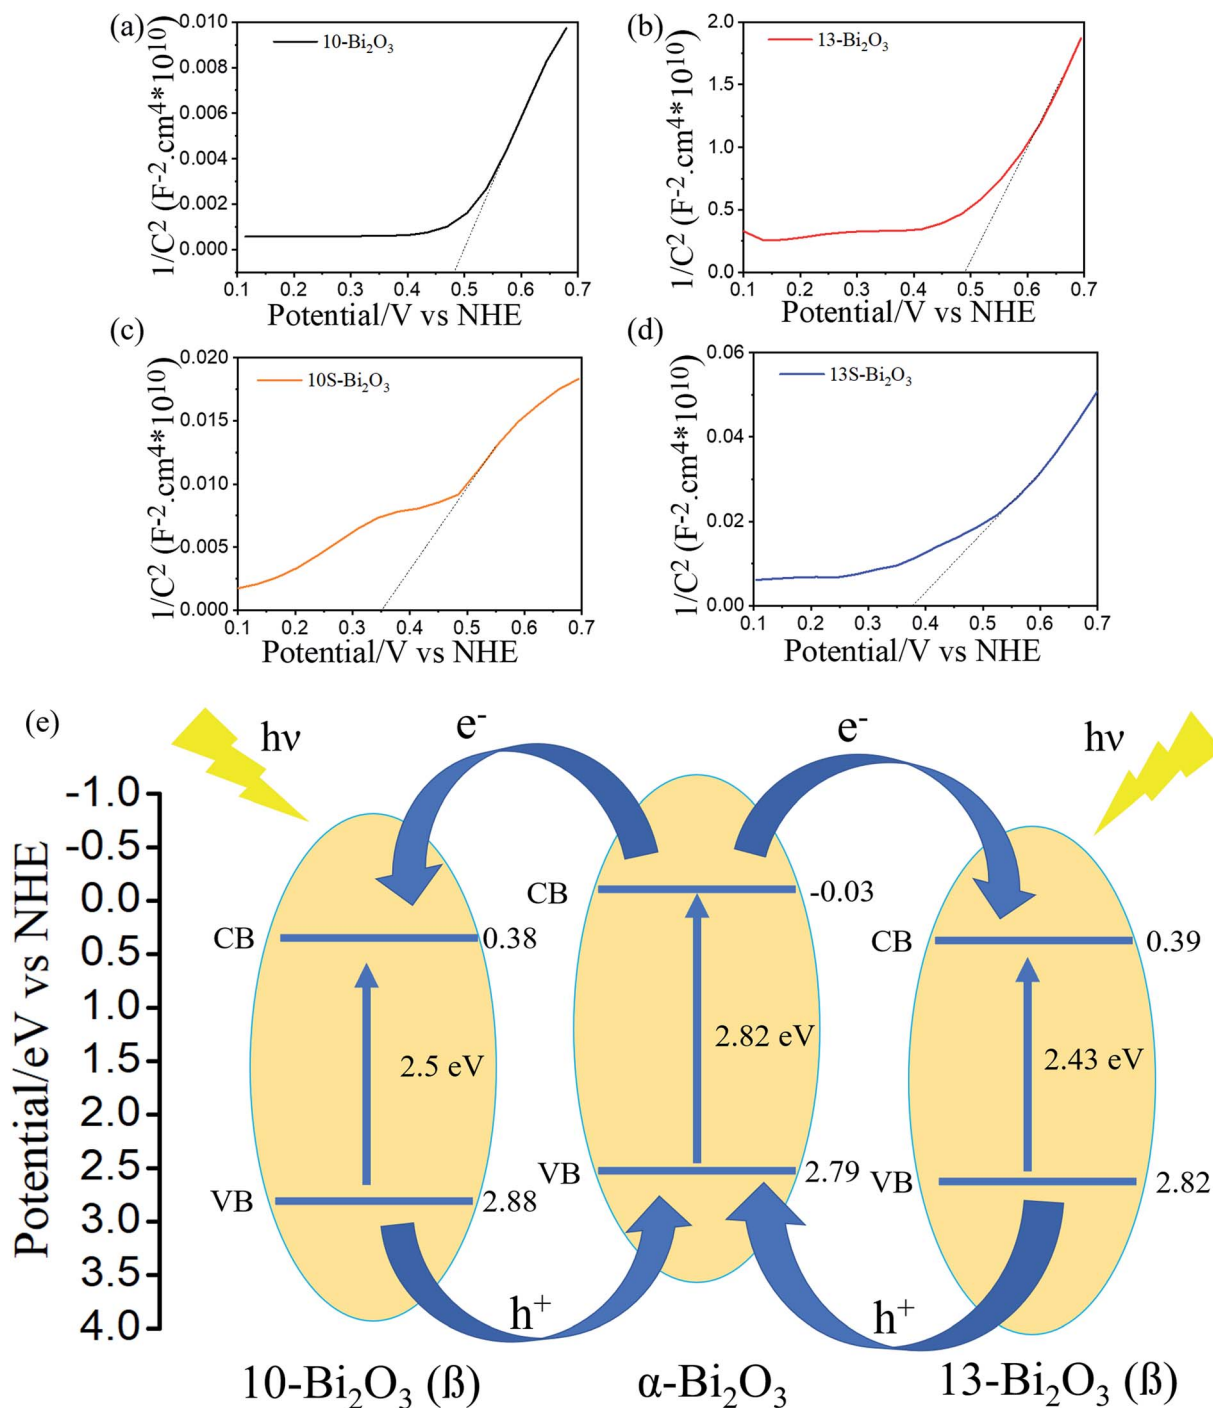 (a)
10-Bi₂O₃
1/C² (F⁻².cm⁴*10¹⁰)
0.010
0.008
0.006
0.004
0.002
0.000
0.1 0.2 0.3 0.4 0.5 0.6 0.7
Potential/V vs NHE
(b)
13-Bi₂O₃
1/C² (F⁻².cm⁴*10¹⁰)
2.0
1.5
1.0
0.5
0.0
0.1 0.2 0.3 0.4 0.5 0.6 0.7
Potential/V vs NHE
(c)
10S-Bi₂O₃
1/C² (F⁻².cm⁴*10¹⁰)
0.020
0.015
0.010
0.005
0.000
0.1 0.2 0.3 0.4 0.5 0.6 0.7
Potential/V vs NHE
(d)
13S-Bi₂O₃
1/C² (F⁻².cm⁴*10¹⁰)
0.06
0.04
0.02
0.00
0.1 0.2 0.3 0.4 0.5 0.6 0.7
Potential/V vs NHE
(e)
hν
e⁻
e⁻
hν
Potential/eV vs NHE
-1.0
-0.5
0.0
0.5
1.0
1.5
2.0
2.5
3.0
3.5
4.0
CB
0.38
2.5 eV
VB
2.88
CB
-0.03
2.82 eV
VB
2.79
CB
0.39
2.43 eV
VB
2.82
h⁺
h⁺
10-Bi₂O₃ (ß)
α-Bi₂O₃
13-Bi₂O₃ (ß)